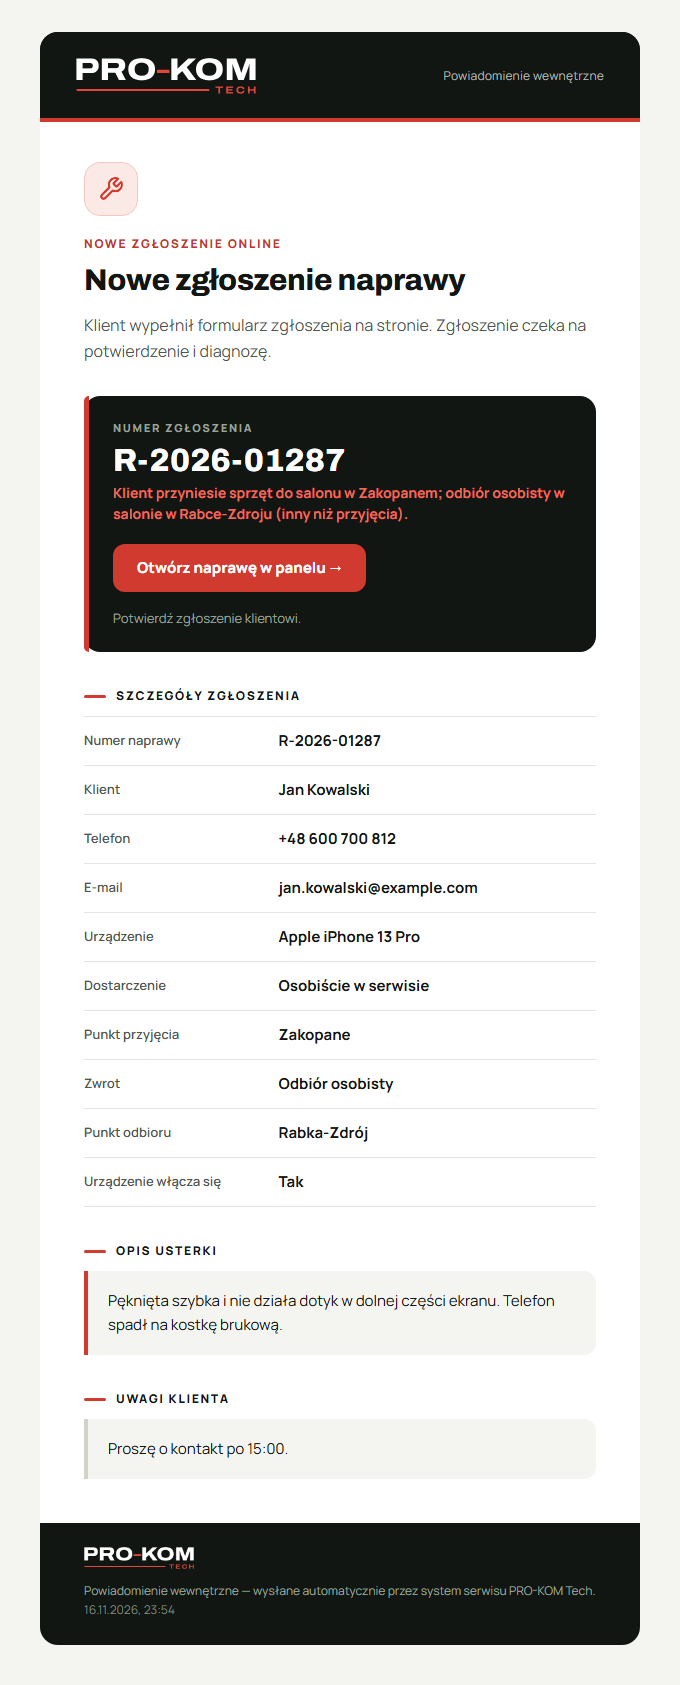 PRO-KOM
TECH
Powiadomienie wewnętrzne
NOWE ZGŁOSZENIE ONLINE
Nowe zgłoszenie naprawy
Klient wypełnił formularz zgłoszenia na stronie. Zgłoszenie czeka na
potwierdzenie i diagnozę.
NUMER ZGŁOSZENIA
R-2026-01287
Klient przyniesie sprzęt do salonu w Zakopanem; odbiór osobisty w
salonie w Rabce-Zdroju (inny niż przyjęcia).
Otwórz naprawę w panelu →
Potwierdź zgłoszenie klientowi.
SZCZEGÓŁY ZGŁOSZENIA
Numer naprawy R-2026-01287
Klient Jan Kowalski
Telefon +48 600 700 812
E-mail jan.kowalski@example.com
Urządzenie Apple iPhone 13 Pro
Dostarczenie Osobiście w serwisie
Punkt przyjęcia Zakopane
Zwrot Odbiór osobisty
Punkt odbioru Rabka-Zdrój
Urządzenie włącza się Tak
OPIS USTERKI
Pęknięta szybka i nie działa dotyk w dolnej części ekranu. Telefon
spadł na kostkę brukową.
UWAGI KLIENTA
Proszę o kontakt po 15:00.
PRO-KOM
TECH
Powiadomienie wewnętrzne — wysłane automatycznie przez system serwisu PRO-KOM Tech.
16.11.2026, 23:54